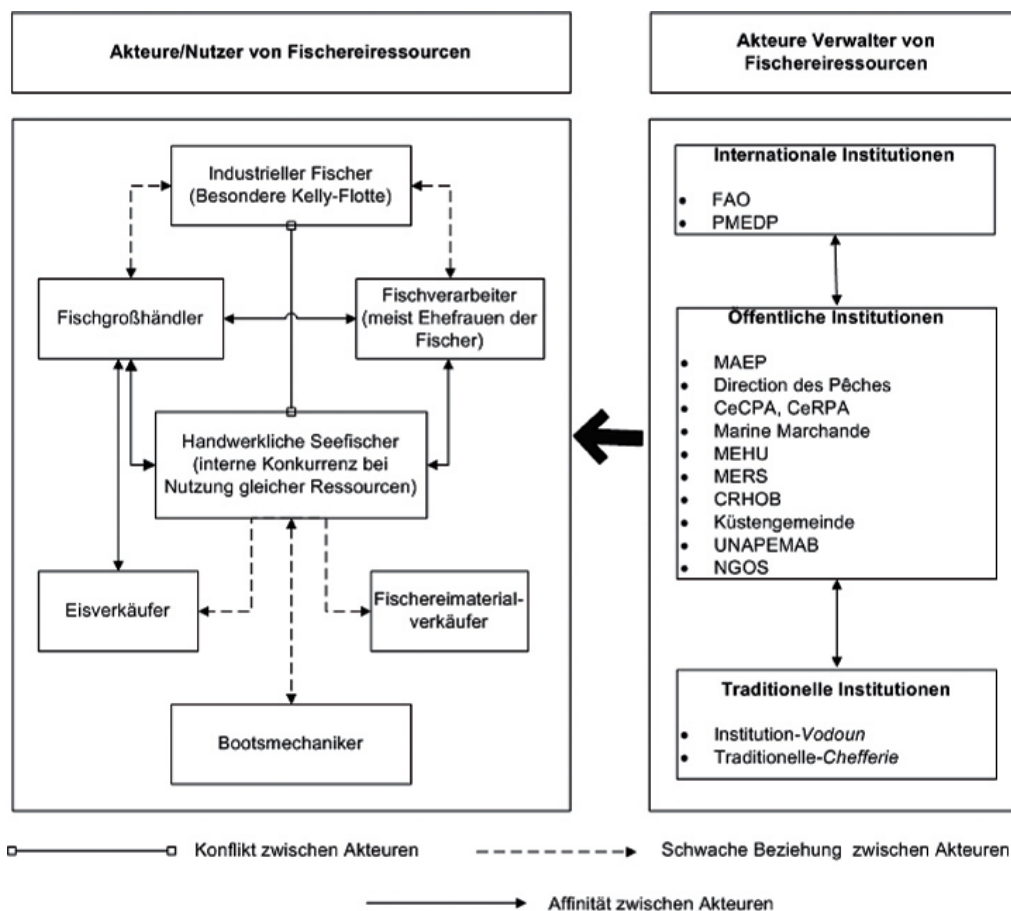 Akteure/Nutzer von Fischereiressourcen
Akteure Verwalter von
Fischereiressourcen
Industrieller Fischer
(Besondere Kelly-Flotte)
Fischgroßhändler
Fischverarbeiter
(meist Ehefrauen der
Fischer)
Handwerkliche Seefischer
(interne Konkurrenz bei
Nutzung gleicher Ressourcen)
Eisverkäufer
Fischereimaterial-
verkäufer
Bootsmechaniker
Internationale Institutionen
• FAO
• PMEDP
Öffentliche Institutionen
• MAEP
• Direction des Pêches
• CeCPA, CeRPA
• Marine Marchande
• MEHU
• MERS
• CRHOB
• Küstengemeinde
• UNAPEMAB
• NGOS
Traditionelle Institutionen
• Institution-Vodoun
• Traditionelle-Chefferie
Konflikt zwischen Akteuren
Schwache Beziehung zwischen Akteuren
Affinität zwischen Akteuren